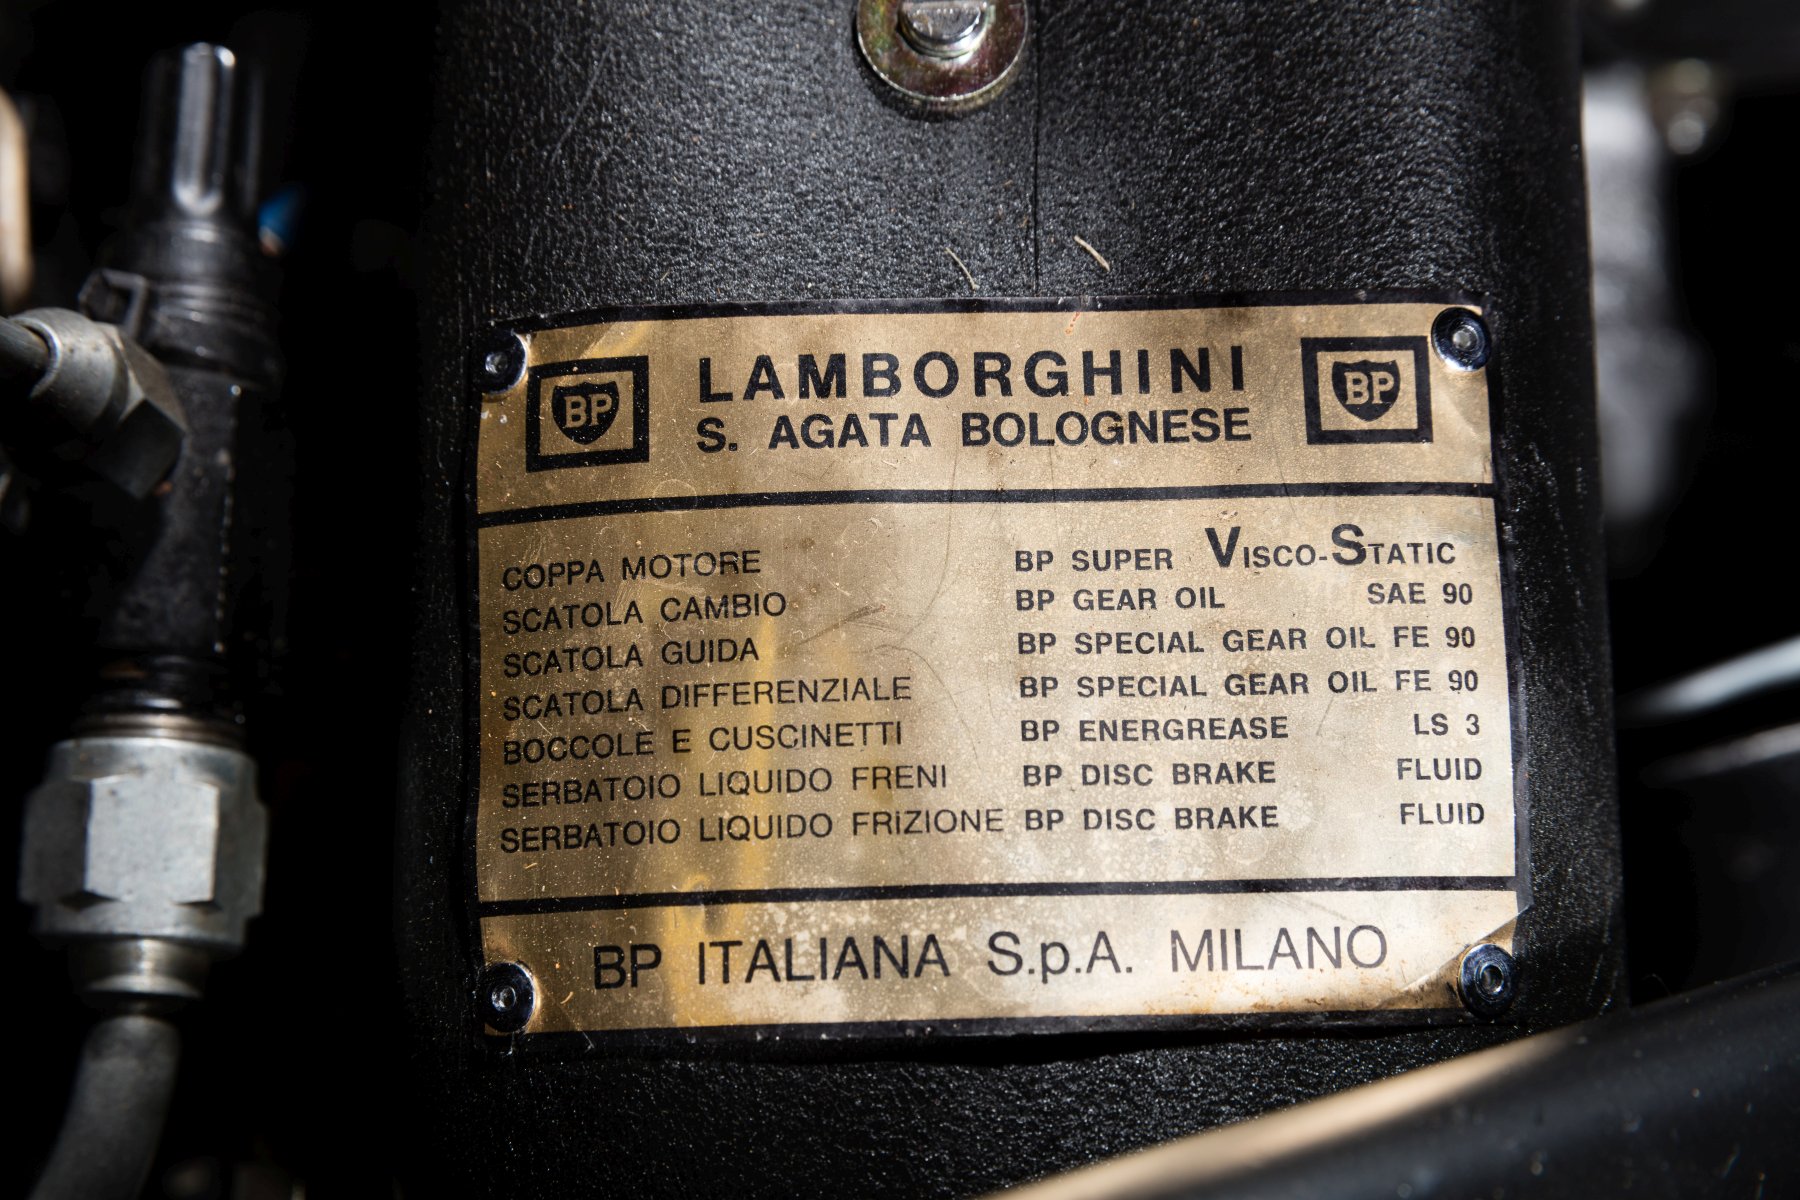 BP LAMBORGHINI BP
S. AGATA BOLOGNESE
COPPA MOTORE BP SUPER VISCO-STATIC
SCATOLA CAMBIO BP GEAR OIL SAE 90
SCATOLA GUIDA BP SPECIAL GEAR OIL FE 90
SCATOLA DIFFERENZIALE BP SPECIAL GEAR OIL FE 90
BOCCOLE E CUSCINETTI BP ENERGREASE LS 3
SERBATOIO LIQUIDO FRENI BP DISC BRAKE FLUID
SERBATOIO LIQUIDO FRIZIONE BP DISC BRAKE FLUID
BP ITALIANA S.p.A. MILANO